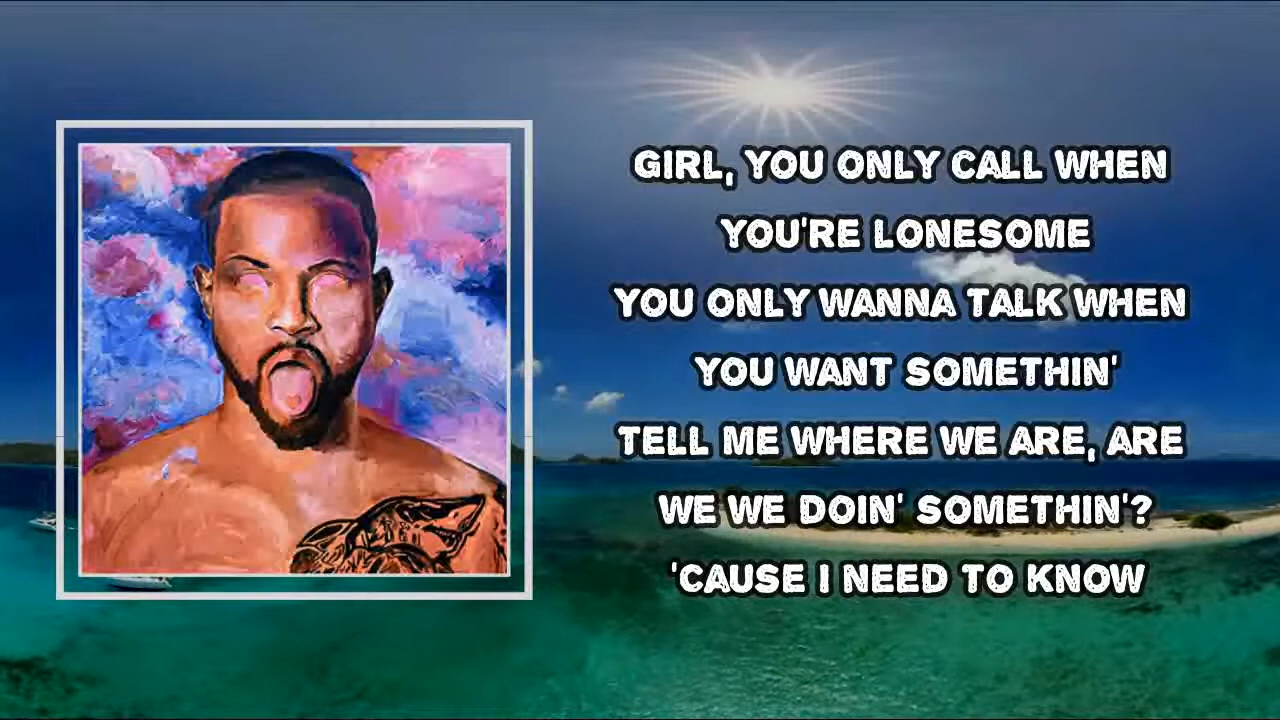 GIRL, YOU ONLY CALL WHEN
YOU'RE LONESOME
YOU ONLY WANNA TALK WHEN
YOU WANT SOMETHIN'
TELL ME WHERE WE ARE, ARE
WE WE DOIN' SOMETHIN'?
'CAUSE I NEED TO KNOW